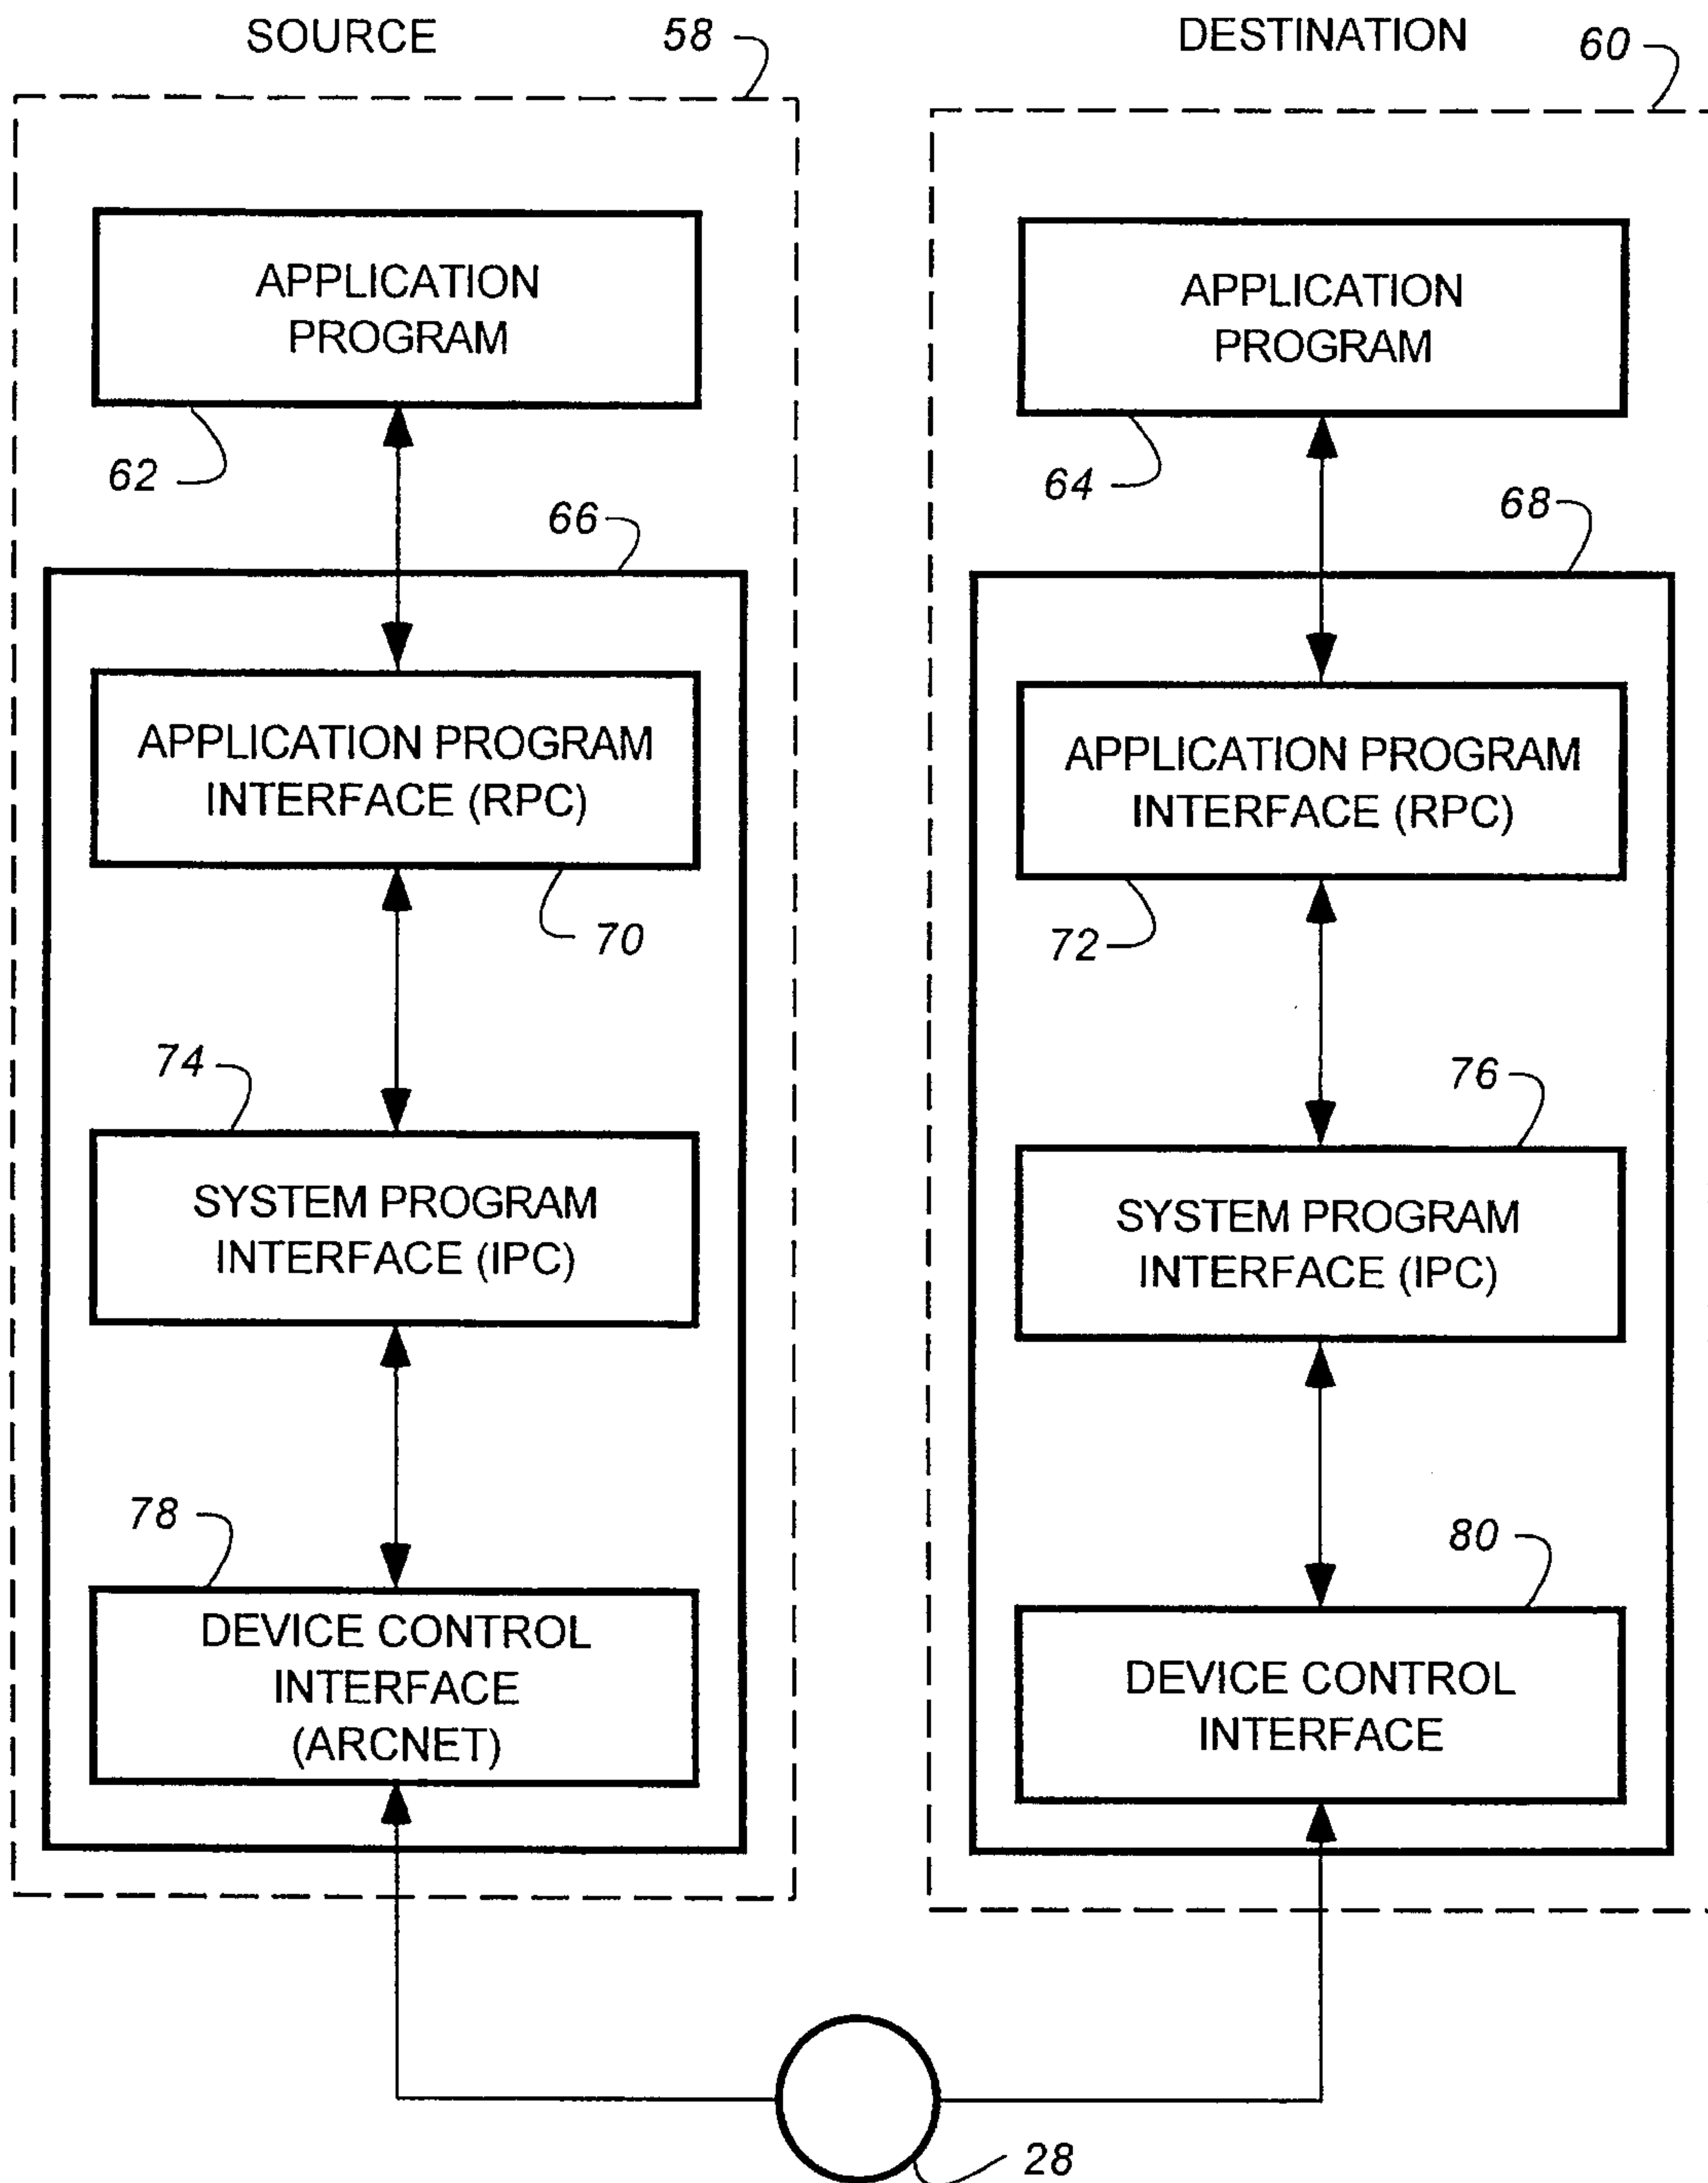 SOURCE
58
DESTINATION
60
APPLICATION
PROGRAM
62
APPLICATION
PROGRAM
64
66
68
APPLICATION PROGRAM
INTERFACE (RPC)
70
APPLICATION PROGRAM
INTERFACE (RPC)
72
74
76
SYSTEM PROGRAM
INTERFACE (IPC)
SYSTEM PROGRAM
INTERFACE (IPC)
78
80
DEVICE CONTROL
INTERFACE
(ARCNET)
DEVICE CONTROL
INTERFACE
28